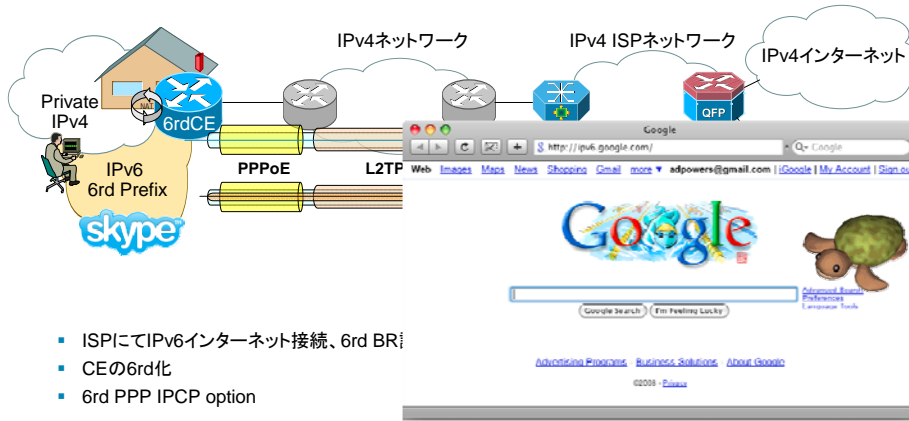 IPv4ネットワーク
IPv4 ISPネットワーク
IPv4インターネット
Private
IPv4
NAT
6rdCE
QFP
IPv6
6rd Prefix
PPPoE
L2TP
skype
Google
http://ipv6.google.com/
Q- Google
Web Images Maps News Shopping Gmail more ▼ adpowers@gmail.com | iGoogle | My Account | Sign ou
Google
Advanced Search
Preferences
Language Tools
Google Search
I'm Feeling Lucky
Advertising Programs - Business Solutions - About Google
©2008 - Privacy
▪ ISPにてIPv6インターネット接続、6rd BR
▪ CEの6rd化
▪ 6rd PPP IPCP option